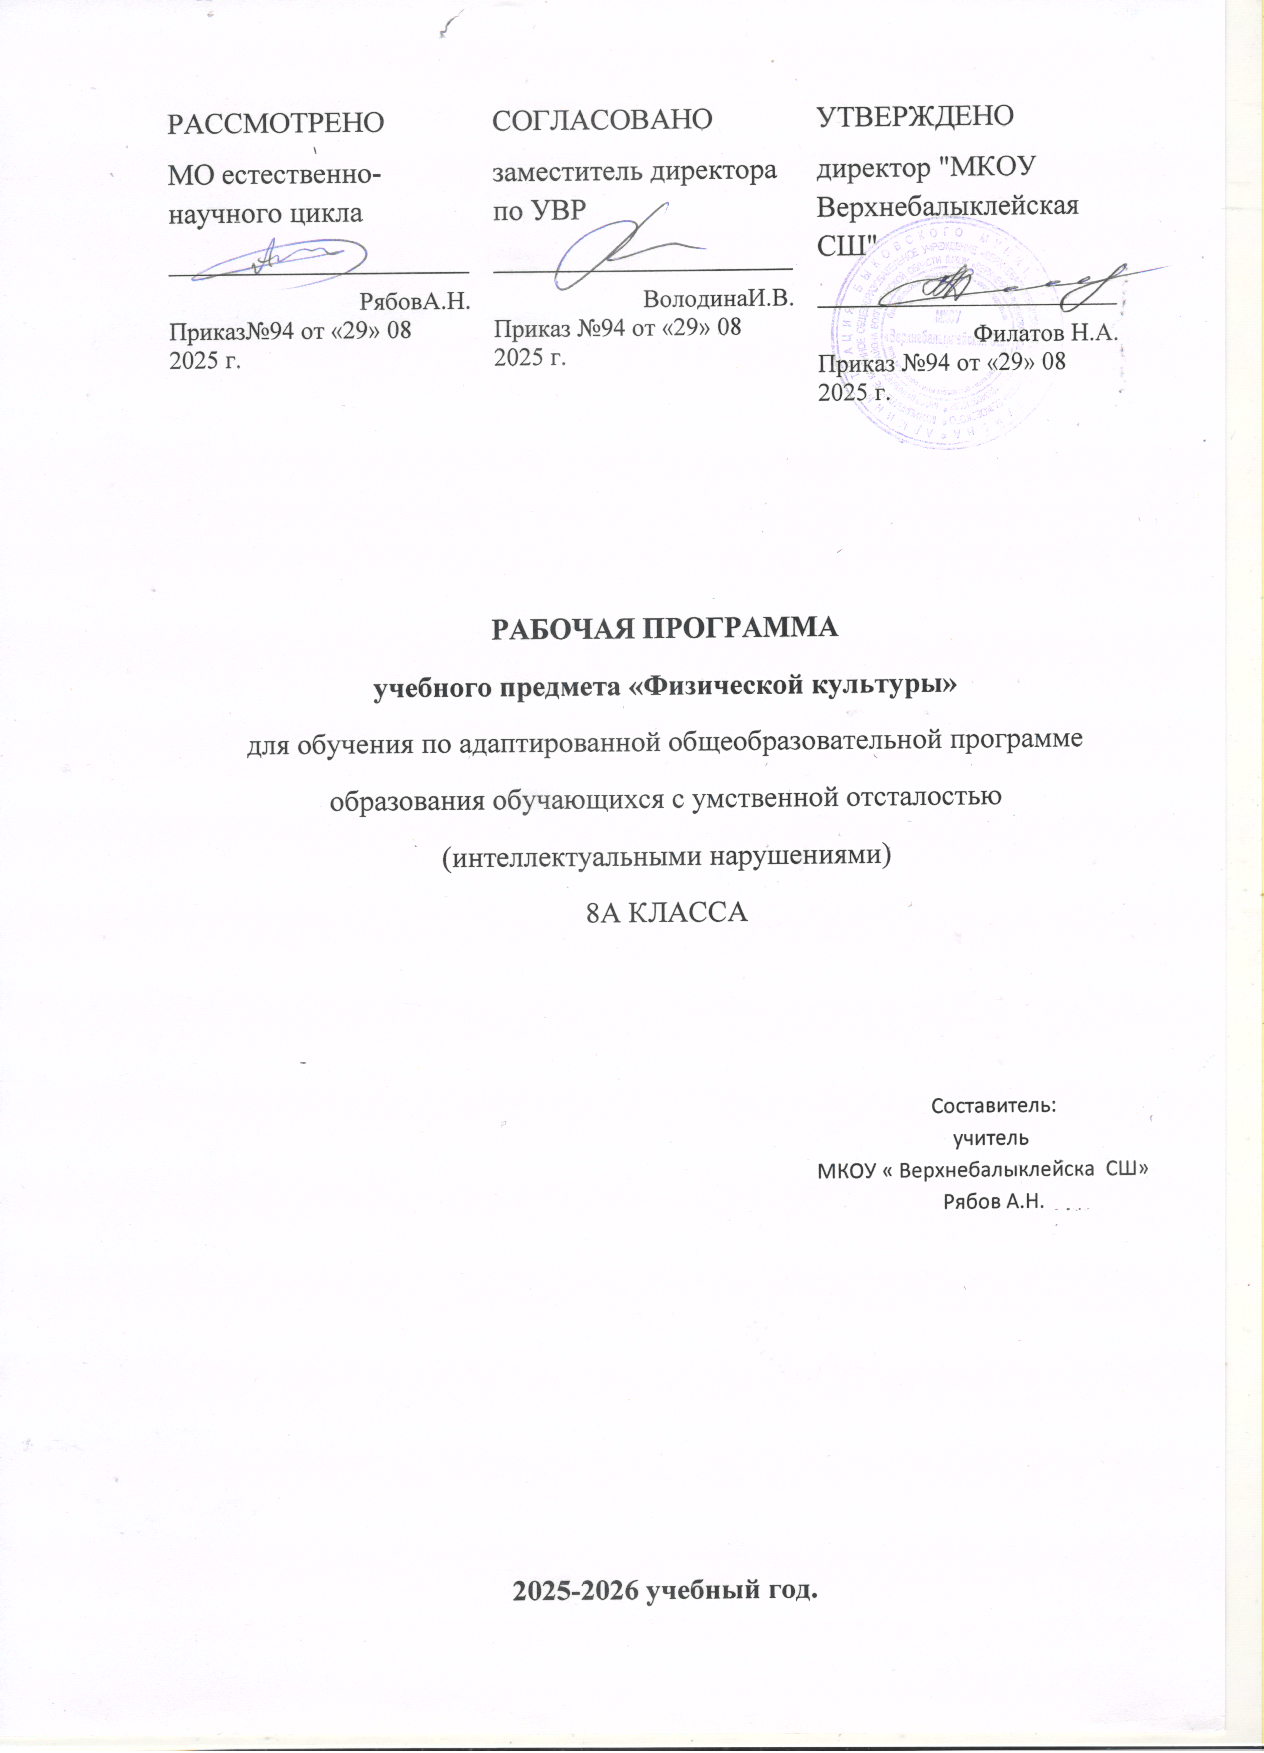 РАССМОТРЕНО
МО естественно-
научного цикла
РябовА.Н.
Приказ№94 от «29» 08
2025 г.
СОГЛАСОВАНО
заместитель директора
по УВР
ВолодинаИ.В.
Приказ №94 от «29» 08
2025 г.
УТВЕРЖДЕНО
директор "МКОУ
Верхнебалыклейская
СШ"
Филатов Н.А.
Приказ №94 от «29» 08
2025 г.
РАБОЧАЯ ПРОГРАММА
учебного предмета «Физической культуры»
для обучения по адаптированной общеобразовательной программе
образования обучающихся с умственной отсталостью
(интеллектуальными нарушениями)
8А КЛАССА
Составитель:
учитель
МКОУ « Верхнебалыклейска СШ»
Рябов А.Н.
2025-2026 учебный год.